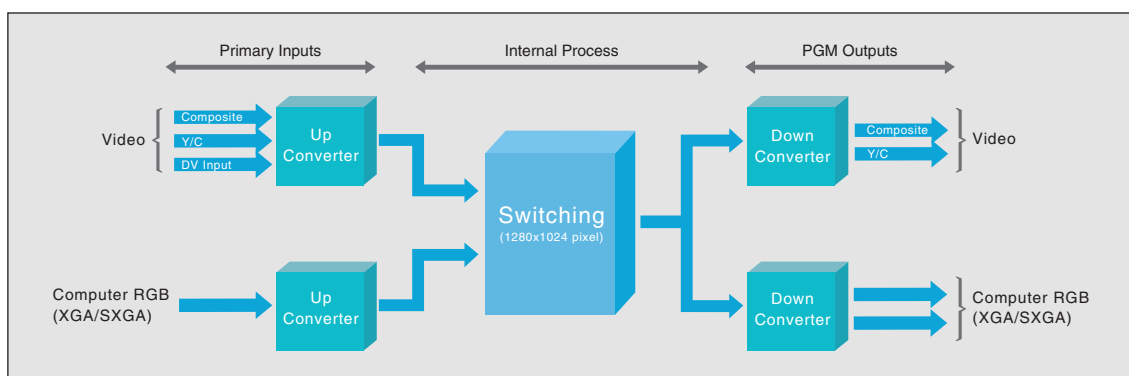 Primary Inputs
Internal Process
PGM Outputs
Video
Composite
Y/C
DV Input
Up
Converter
Switching
(1280x1024 pixel)
Down
Converter
Composite
Y/C
Video
Computer RGB
(XGA/SXGA)
Up
Converter
Down
Converter
Computer RGB
(XGA/SXGA)